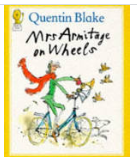 Quentin Blake
Mrs Armitage
on Wheels